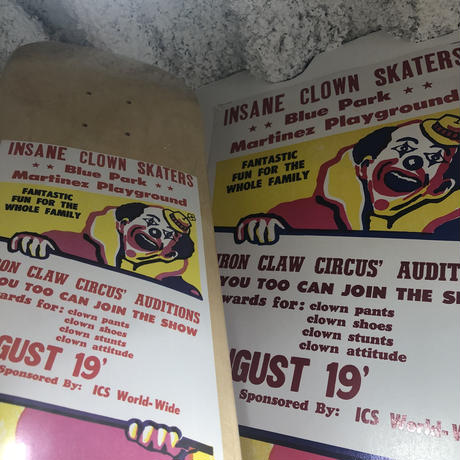 INSANE CLOWN SKATERS
Blue Park
Martinez Playground
FANTASTIC
FUN FOR THE
WHOLE FAMILY
IRON CLAW CIRCUS' AUDITIONS
YOU TOO CAN JOIN THE SHOW
wards for: clown pants
clown shoes
clown stunts
clown attitude
GUST 19'
Sponsored By: ICS World-Wide
INSANE CLOWN SKATERS
Blue Park
Martinez Playground
FANTASTIC
FUN FOR THE
WHOLE FAMILY
IRON CLAW CIRCUS' AUDITI
YOU TOO CAN JOIN THE SH
wards for: clown pants
clown shoes
clown stunts
clown attitude
UGUST 19'
Sponsored By: ICS World-W